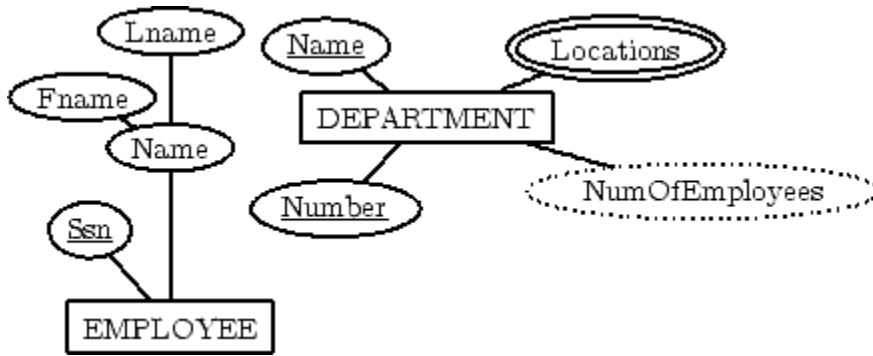 Lname
Name
Locations
Fname
DEPARTMENT
Name
NumOfEmployees
Number
Ssn
EMPLOYEE